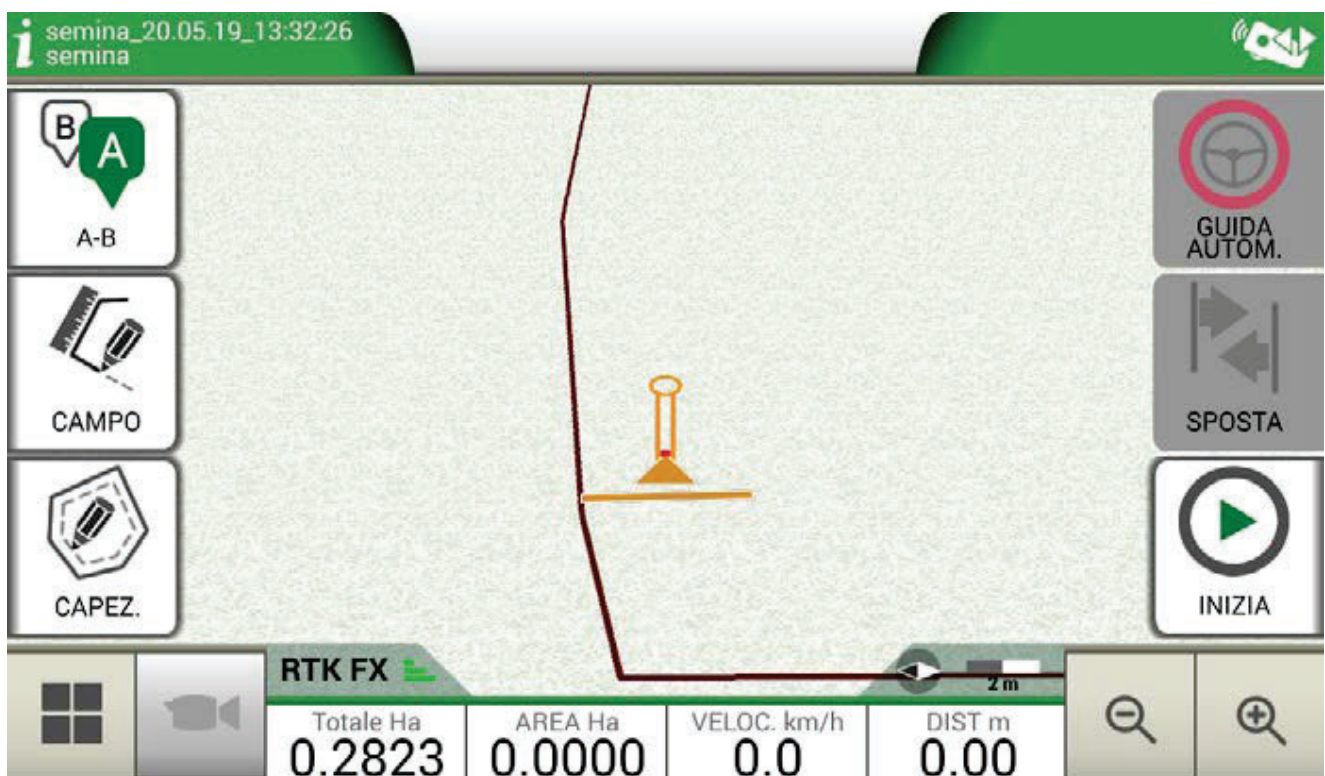 semina_20.05.19_13:32:26
semina
B
A
A-B
CAMPO
CAPEZ.
GUIDA
AUTOM.
SPOSTA
INIZIA
RTK FX
2 m
Totale Ha
0.2823
AREA Ha
0.0000
VELOC. km/h
0.0
DIST m
0.00